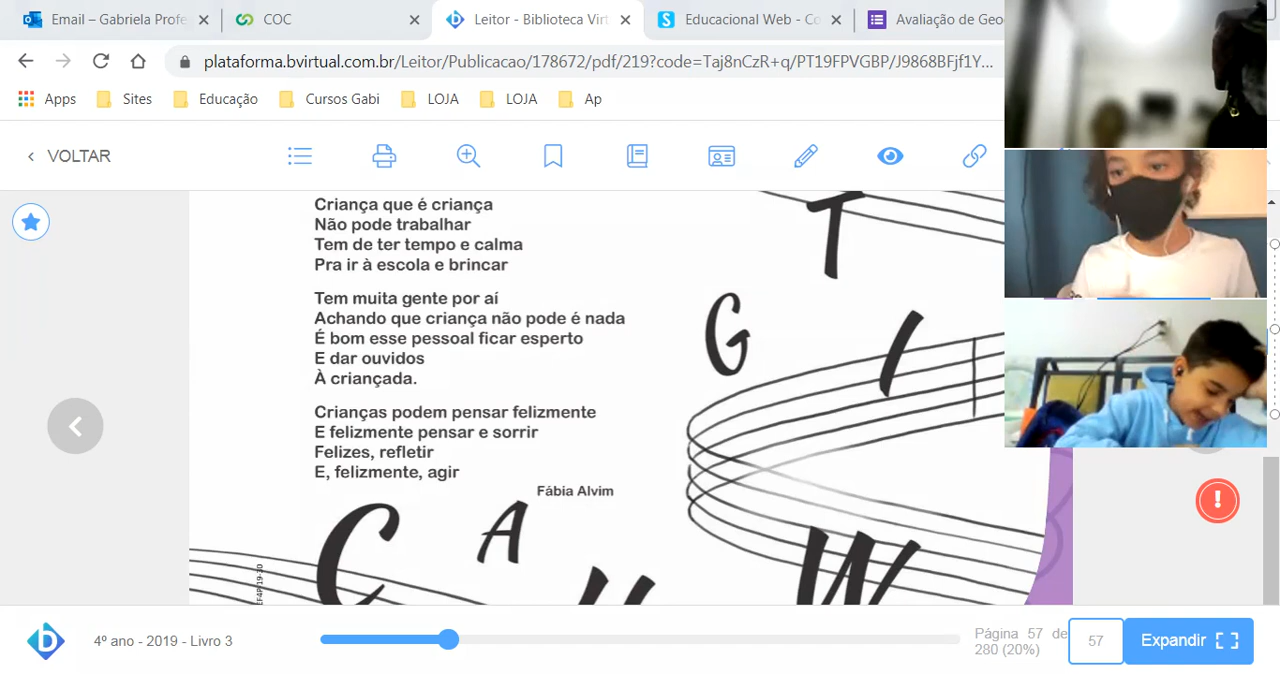 Email – Gabriela Profe
COC
Leitor - Biblioteca Virt
Educacional Web - Co
Avaliação de Geo
plataforma.bvirtual.com.br/Leitor/Publicacao/178672/pdf/219?code=Taj8nCzR+q/PT19FPVGBP/J9868BFjf1Y...
Apps
Sites
Educação
Cursos Gabi
LOJA
LOJA
Ap
VOLTAR
Criança que é criança
Não pode trabalhar
Tem de ter tempo e calma
Pra ir à escola e brincar
Tem muita gente por aí
Achando que criança não pode é nada
É bom esse pessoal ficar esperto
E dar ouvidos
À criançada.
Crianças podem pensar felizmente
E felizmente pensar e sorrir
Felizes, refletir
E, felizmente, agir
Fábia Alvim
T
G
I
C
A
W
4º ano - 2019 - Livro 3
Página 57 de
280 (20%)
57
Expandir